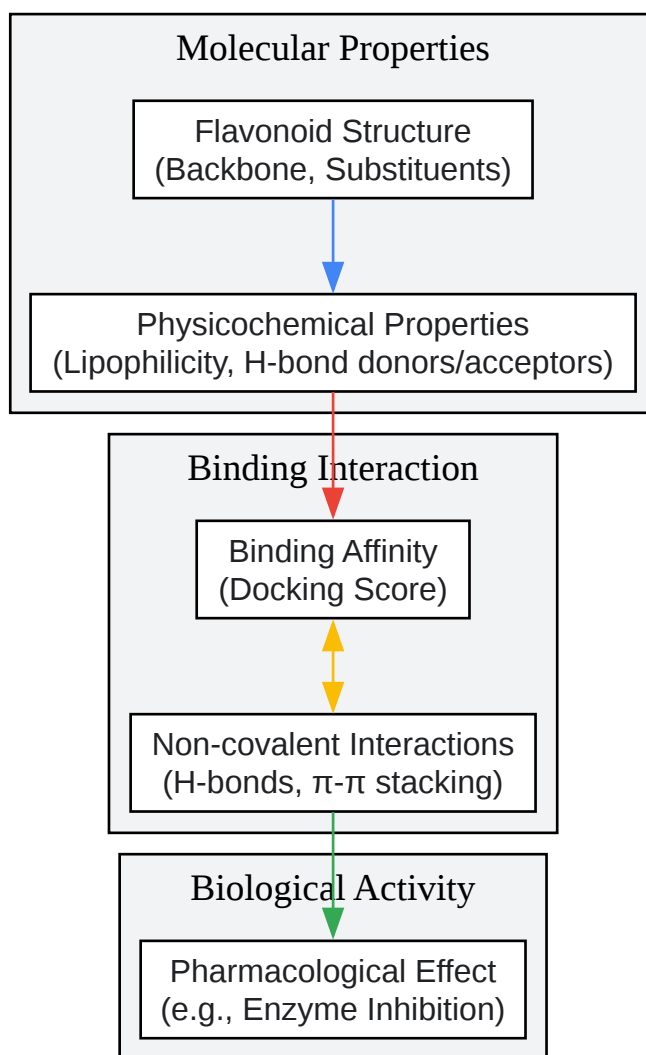 Molecular Properties
Flavonoid Structure
(Backbone, Substituents)
Physicochemical Properties
(Lipophilicity, H-bond donors/acceptors)
Binding Interaction
Binding Affinity
(Docking Score)
Non-covalent Interactions
(H-bonds, π-π stacking)
Biological Activity
Pharmacological Effect
(e.g., Enzyme Inhibition)